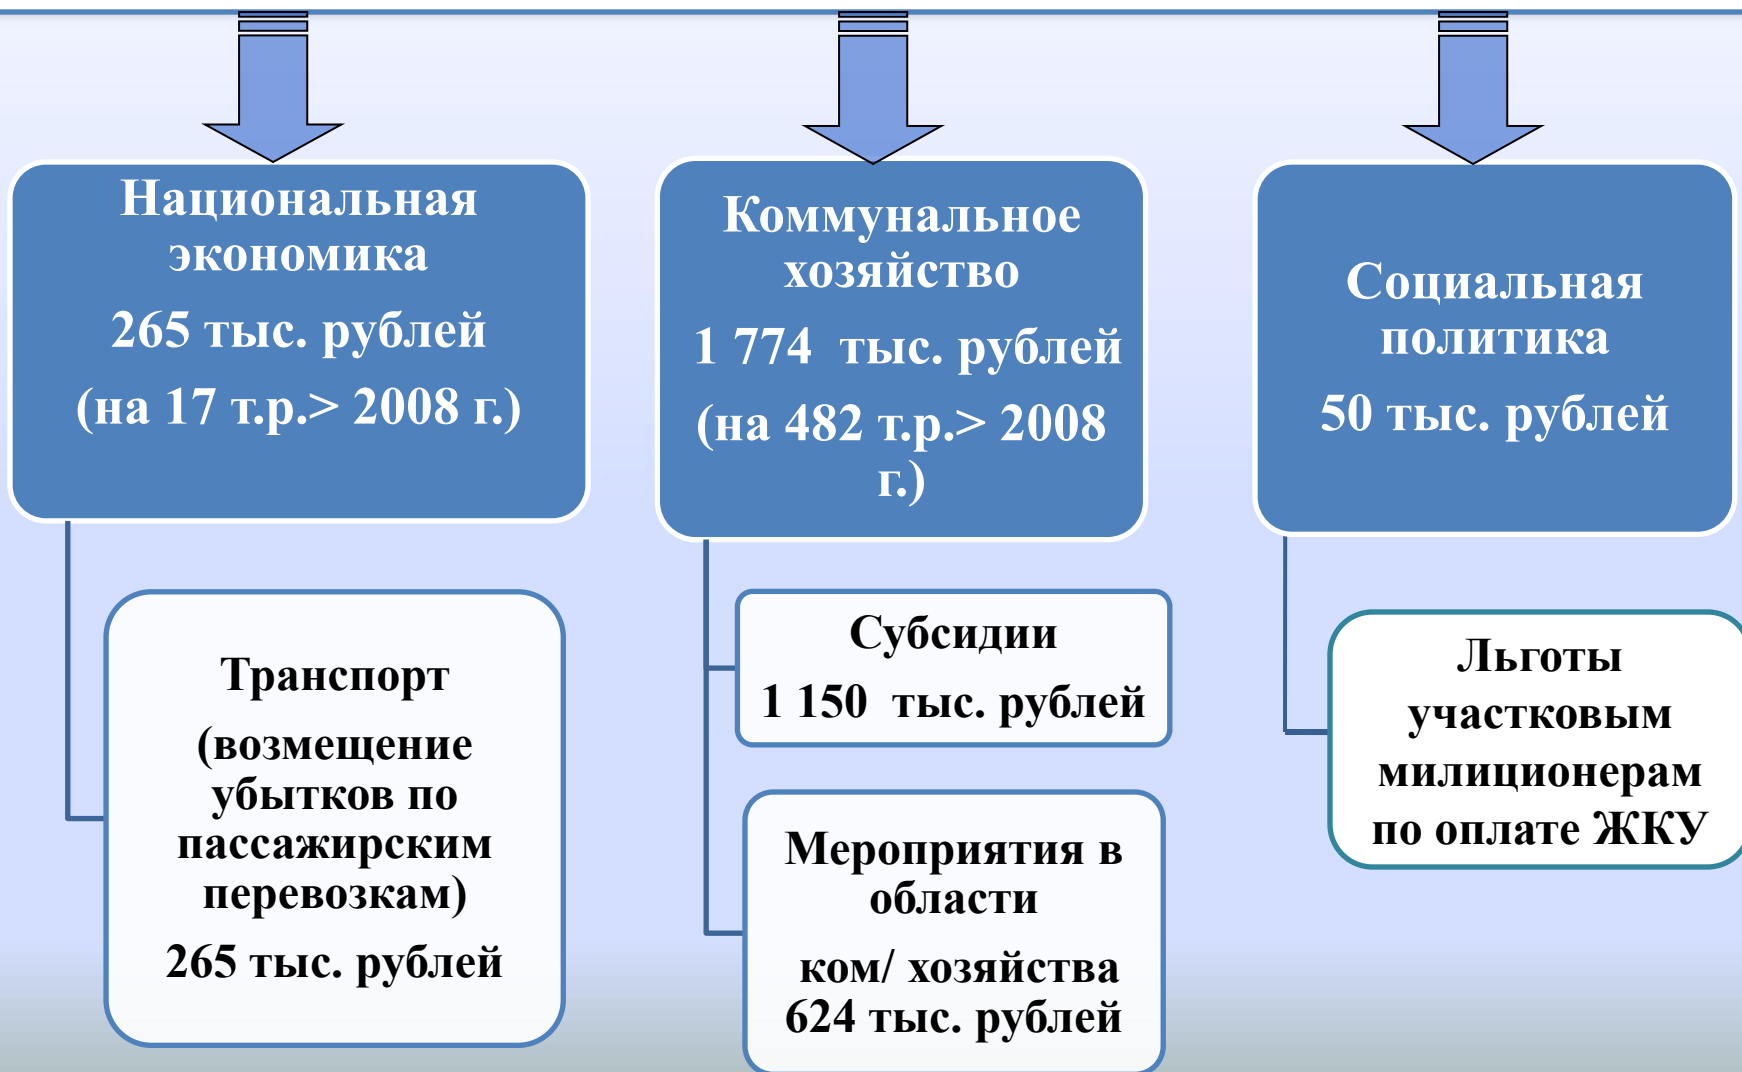 Национальная
экономика
265 тыс. рублей
(на 17 т.р.> 2008 г.)
Транспорт
(возмещение
убытков по
пассажирским
перевозкам)
265 тыс. рублей
Коммунальное
хозяйство
1 774  тыс. рублей
(на 482 т.р.> 2008
г.)
Субсидии
1 150  тыс. рублей
Мероприятия в
области
ком/ хозяйства
624 тыс. рублей
Социальная
политика
50 тыс. рублей
Льготы
участковым
милиционерам
по оплате ЖКУ